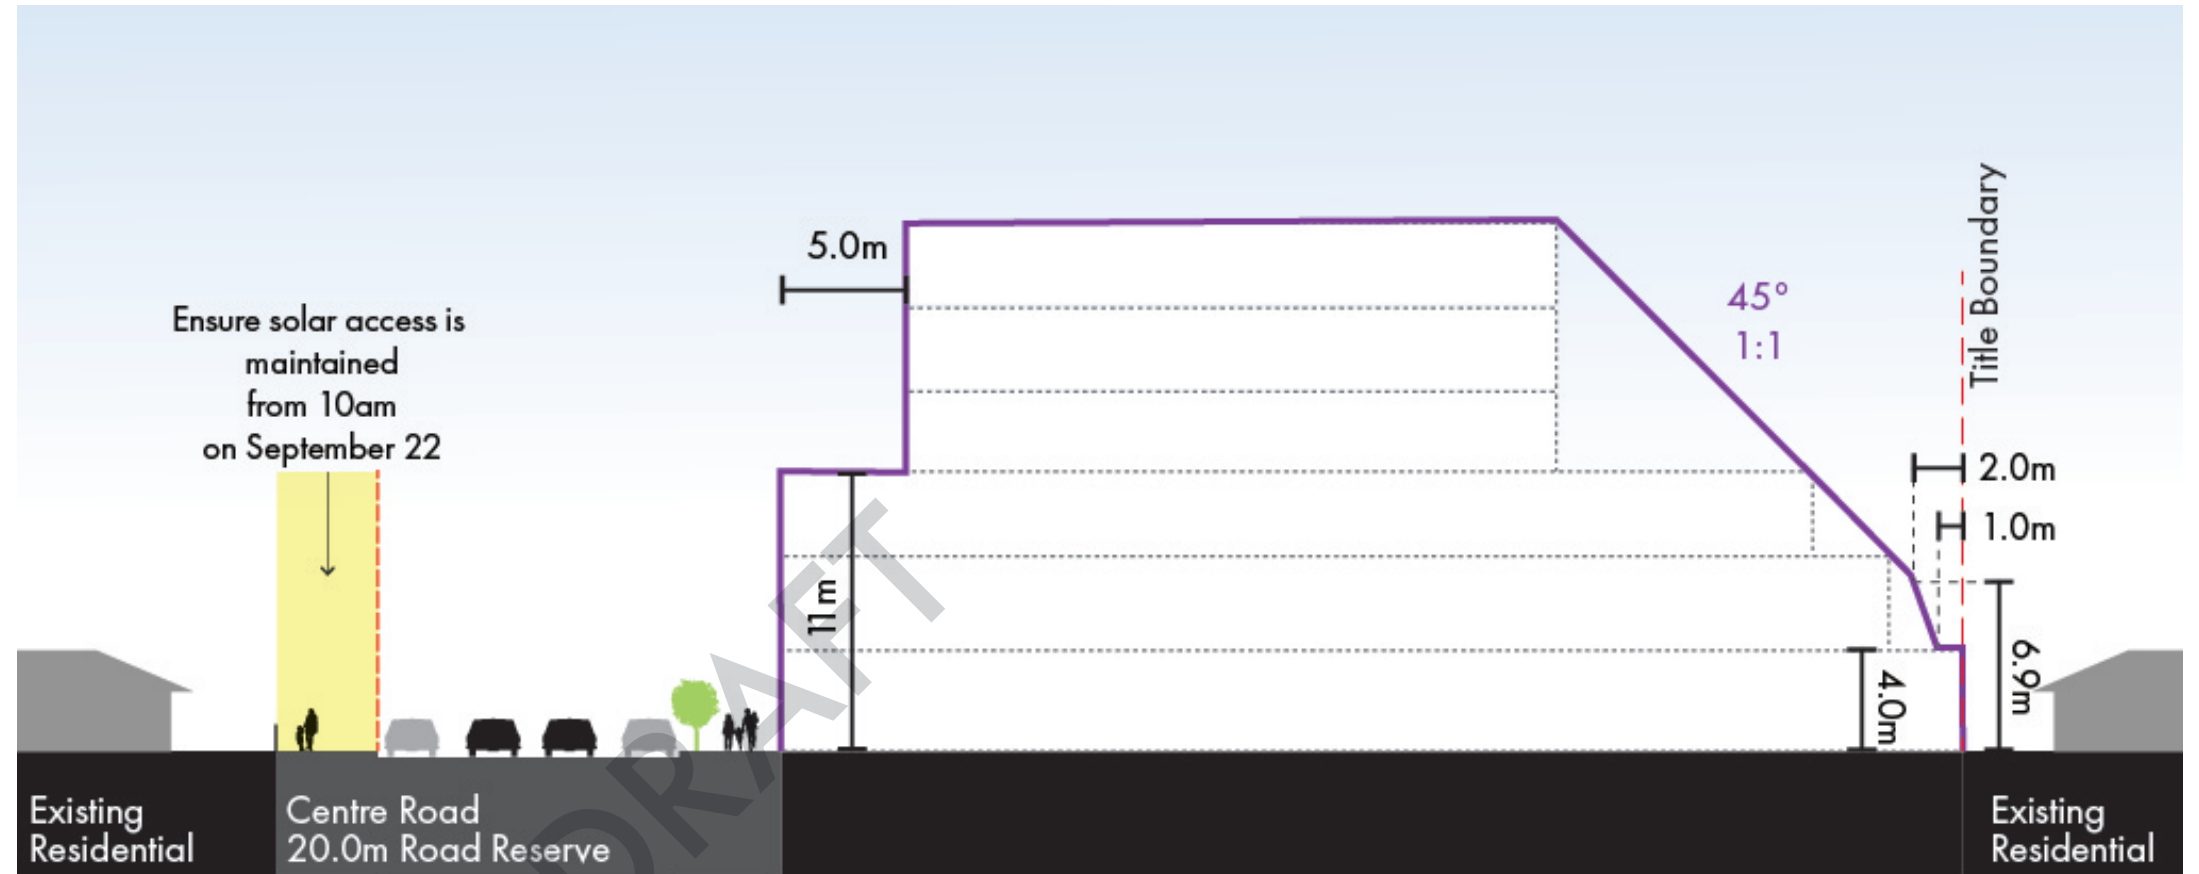 5.0m
Ensure solar access is
maintained
from 10am
on September 22
45°
1:1
Title Boundary
2.0m
1.0m
11m
4.0m
6.9m
DRAFT
Existing
Residential
Centre Road
20.0m Road Reserve
Existing
Residential